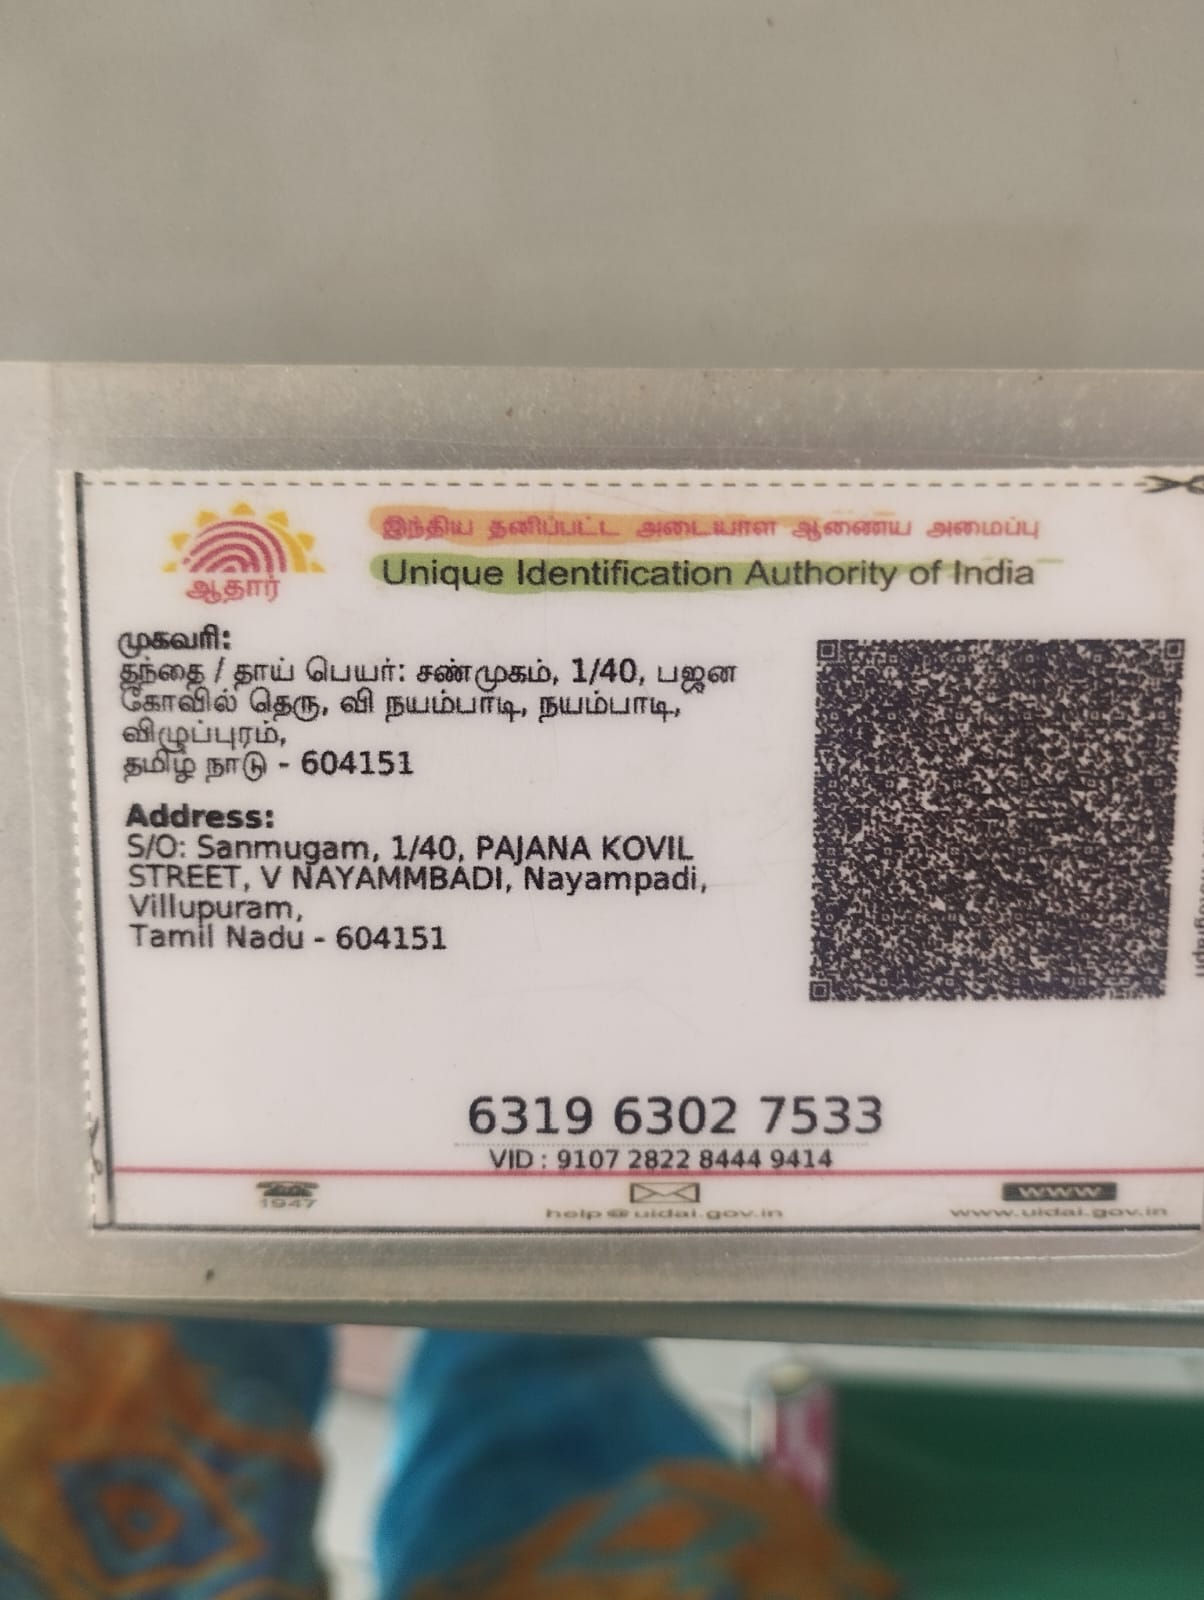 ஆதார்
இந்திய தனிப்பட்ட அடையாள ஆணைய அமைப்பு
Unique Identification Authority of India
முகவரி:
தந்தை / தாய் பெயர்: சண்முகம், 1/40, பஜன
கோவில் தெரு, வி நயம்பாடி, நயம்பாடி,
விழுப்புரம்,
தமிழ் நாடு - 604151
Address:
S/O: Sanmugam, 1/40, PAJANA KOVIL
STREET, V NAYAMMBADI, Nayampadi,
Villupuram,
Tamil Nadu - 604151
6319 6302 7533
VID : 9107 2822 8444 9414
1947
help@uidai.gov.in
www
www.uidai.gov.in